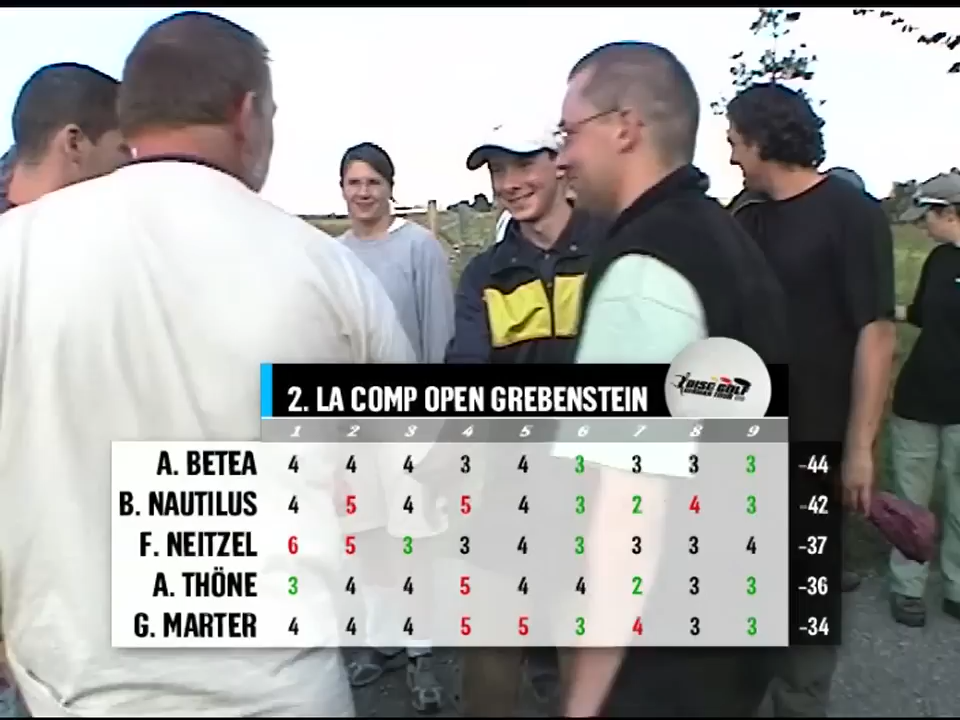 2. LA COMP OPEN GREBENSTEIN
DISC GOLF
1 2 3 4 5 6 7 8 9
A. BETEA 4 4 4 3 4 3 3 3 3 -44
B. NAUTILUS 4 5 4 5 4 3 2 4 3 -42
F. NEITZEL 6 5 3 3 4 3 3 3 4 -37
A. THÖNE 3 4 4 5 4 4 2 3 3 -36
G. MARTER 4 4 4 5 5 3 4 3 3 -34